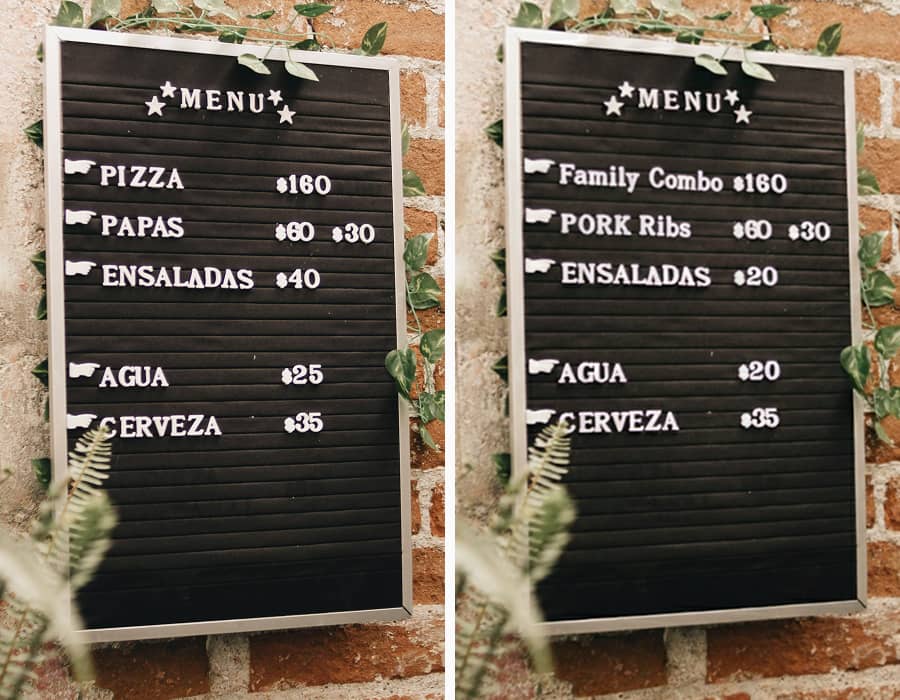 MENU
PIZZA $160
PAPAS $60 $30
ENSALADAS $40
AGUA $25
CERVEZA $35
MENU
Family Combo $160
PORK Ribs $60 $30
ENSALADAS $20
AGUA $20
CERVEZA $35